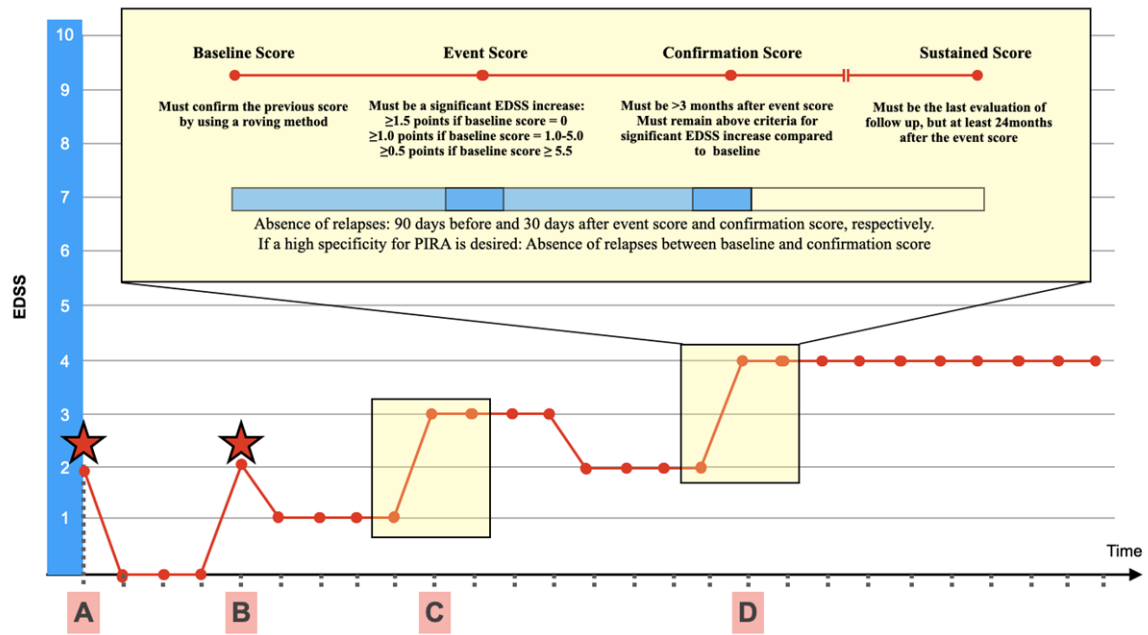 Baseline Score
Event Score
Confirmation Score
Sustained Score
Must confirm the previous score
by using a roving method
Must be a significant EDSS increase:
≥1.5 points if baseline score = 0
≥1.0 points if baseline score = 1.0-5.0
≥0.5 points if baseline score ≥ 5.5
Must be >3 months after event score
Must remain above criteria for
significant EDSS increase compared
to baseline
Must be the last evaluation of
follow up, but at least 24months
after the event score
Absence of relapses: 90 days before and 30 days after event score and confirmation score, respectively.
If a high specificity for PIRA is desired: Absence of relapses between baseline and confirmation score
EDSS
10
9
8
7
6
5
4
3
2
1
Time
A
B
C
D